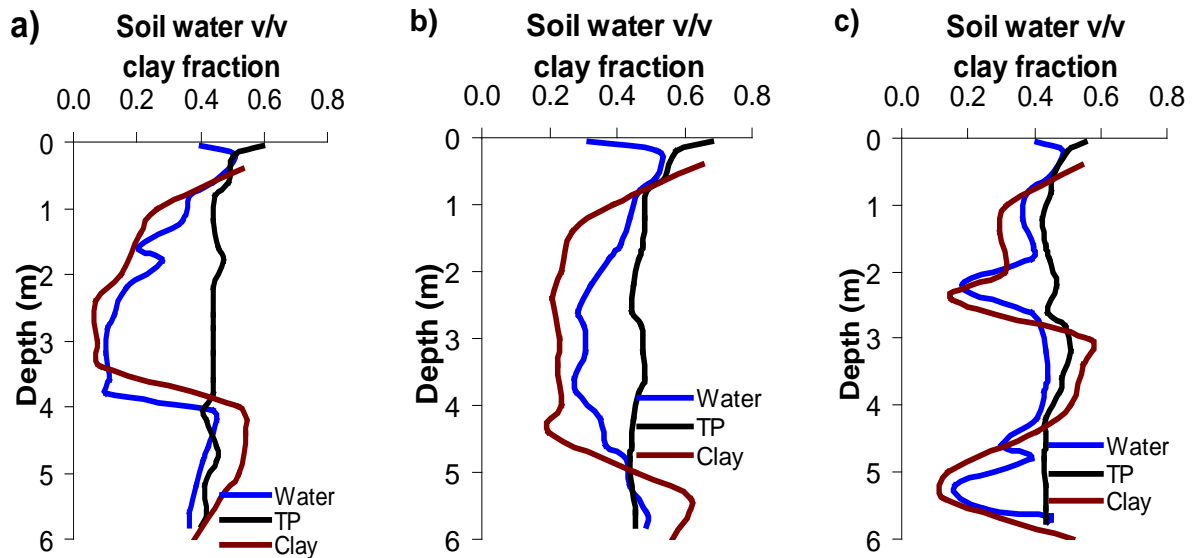 a)
Soil water v/v
clay fraction
0.0 0.2 0.4 0.6 0.8
0
1
2
3
4
5
6
Depth (m)
Water
TP
Clay
b)
Soil water v/v
clay fraction
0.0 0.2 0.4 0.6 0.8
0
1
2
3
4
5
6
Depth (m)
Water
TP
Clay
c)
Soil water v/v
clay fraction
0.0 0.2 0.4 0.6 0.8
0
1
2
3
4
5
6
Depth (m)
Water
TP
Clay